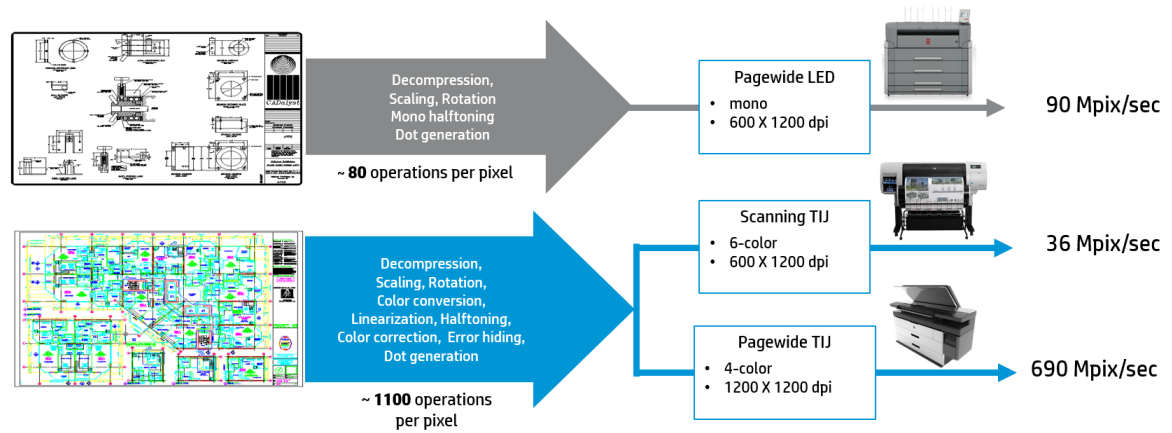 CADalyst
Decompression,
Scaling, Rotation
Mono halftoning
Dot generation
~ 80 operations per pixel
Pagewide LED
• mono
• 600 X 1200 dpi
90 Mpix/sec
Decompression,
Scaling, Rotation,
Color conversion,
Linearization, Halftoning,
Color correction, Error hiding,
Dot generation
~ 1100 operations
per pixel
Scanning TIJ
• 6-color
• 600 X 1200 dpi
36 Mpix/sec
Pagewide TIJ
• 4-color
• 1200 X 1200 dpi
690 Mpix/sec